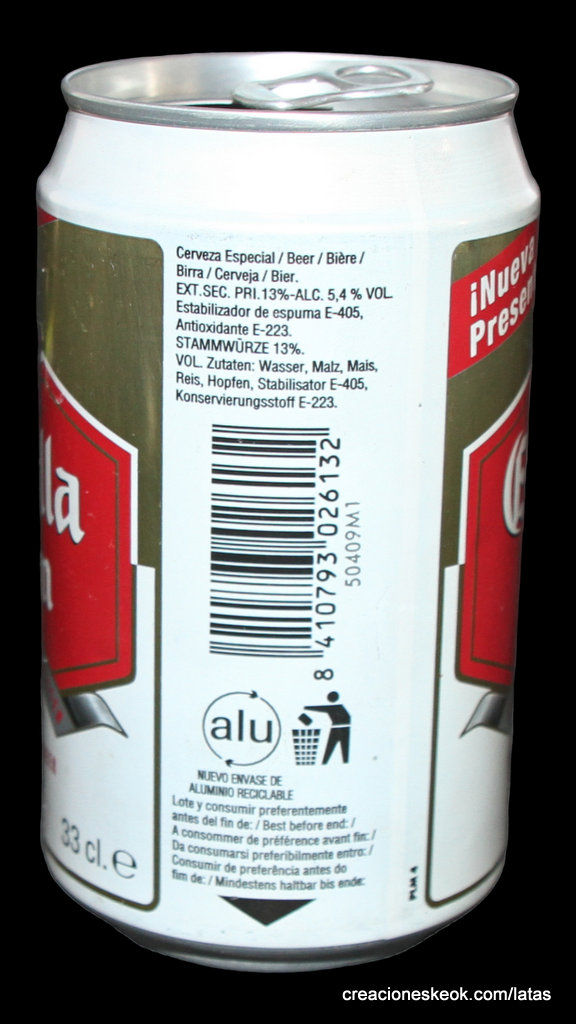 Cerveza Especial / Beer / Bière /
Birra / Cerveja / Bier.
EXT.SEC. PRI.13%-ALC. 5,4 % VOL.
Estabilizador de espuma E-405,
Antioxidante E-223.
STAMMWÜRZE 13%.
VOL. Zutaten: Wasser, Malz, Mais,
Reis, Hopfen, Stabilisator E-405,
Konservierungsstoff E-223.
8 410793 026132
50409M1
alu
NUEVO ENVASE DE
ALUMINIO RECICLABLE
Lote y consumir preferentemente
antes del fin de: / Best before end: /
A consommer de préférence avant fin: /
Da consumarsi preferibilmente entro: /
Consumir de preferência antes do
fim de: / Mindestens haltbar bis ende:
PLM 4
lla
33 cl. e
¡Nueva
Presen
creacioneskeok.com/latas